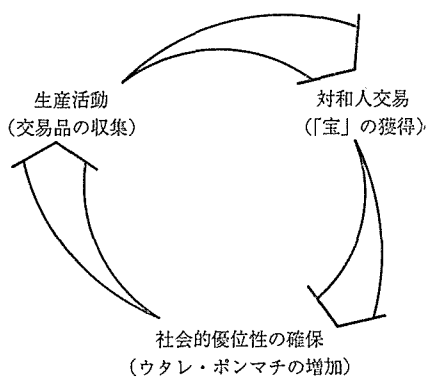 生産活動
（交易品の収集）
対和人交易
（「宝」の獲得）
社会的優位性の確保
（ウタレ・ポンマチの増加）